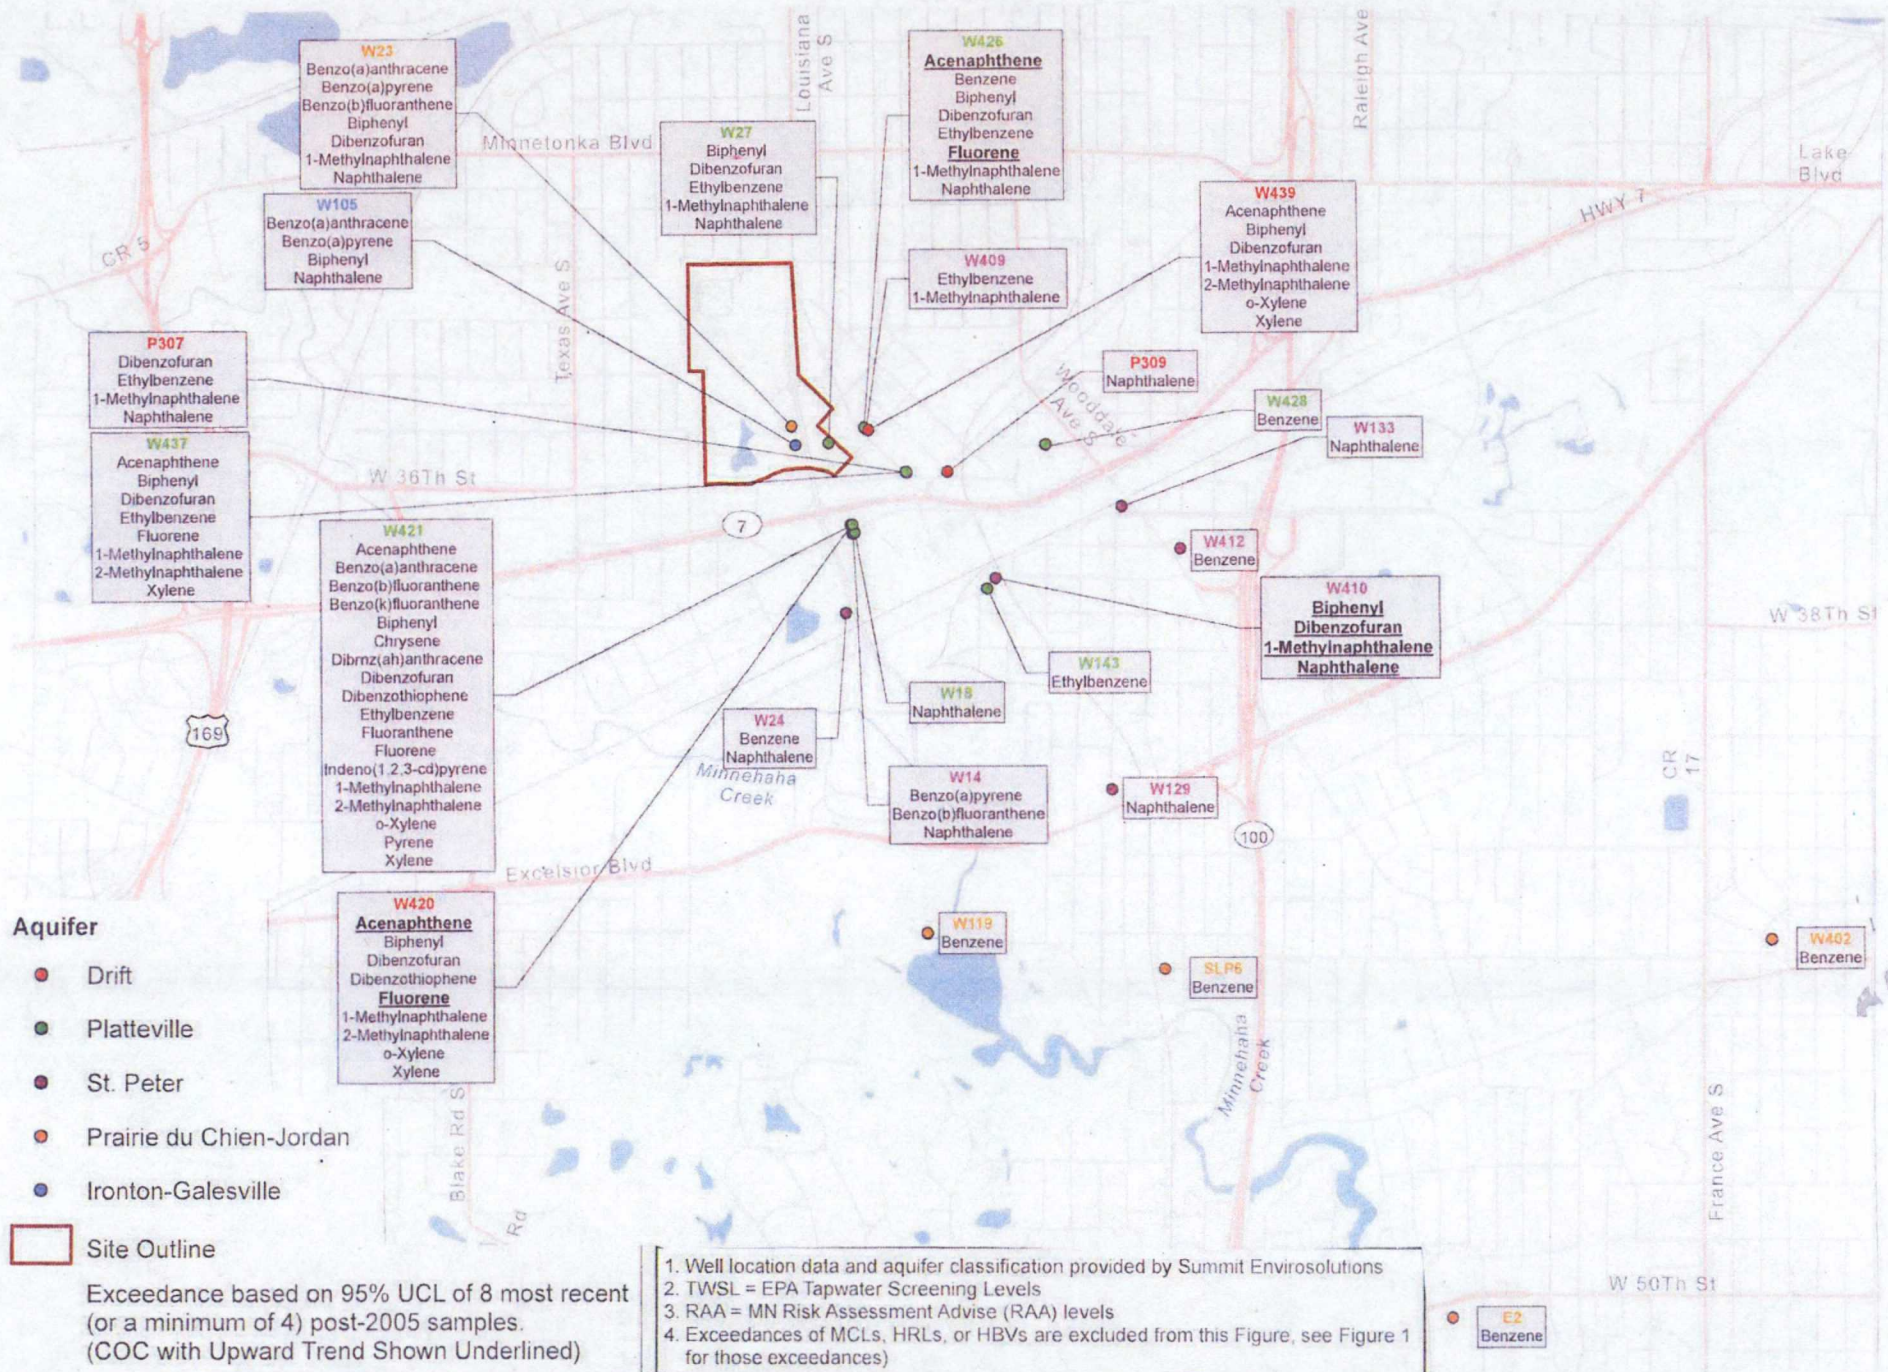 W23
Benzo(a)anthracene
Benzo(a)pyrene
Benzo(b)fluoranthene
Biphenyl
Dibenzofuran
1-Methylnaphthalene
Naphthalene
Louisiana
Ave S
W426
Acenaphthene
Benzene
Biphenyl
Dibenzofuran
Ethylbenzene
Fluorene
1-Methylnaphthalene
Naphthalene
Raleigh Ave
Minnetonka Blvd
W27
Biphenyl
Dibenzofuran
Ethylbenzene
1-Methylnaphthalene
Naphthalene
Lake
Blvd
W105
Benzo(a)anthracene
Benzo(a)pyrene
Biphenyl
Naphthalene
CR 5
Texas Ave S
W409
Ethylbenzene
1-Methylnaphthalene
W439
Acenaphthene
Biphenyl
Dibenzofuran
1-Methylnaphthalene
2-Methylnaphthalene
o-Xylene
Xylene
HWY 7
P307
Dibenzofuran
Ethylbenzene
1-Methylnaphthalene
Naphthalene
P309
Naphthalene
Wooddale
Ave S
W428
Benzene
W133
Naphthalene
W437
Acenaphthene
Biphenyl
Dibenzofuran
Ethylbenzene
Fluorene
1-Methylnaphthalene
2-Methylnaphthalene
Xylene
W 36Th St
7
W421
Acenaphthene
Benzo(a)anthracene
Benzo(b)fluoranthene
Benzo(k)fluoranthene
Biphenyl
Chrysene
Dibrnz(ah)anthracene
Dibenzofuran
Dibenzothiophene
Ethylbenzene
Fluoranthene
Fluorene
Indeno(1,2,3-cd)pyrene
1-Methylnaphthalene
2-Methylnaphthalene
o-Xylene
Pyrene
Xylene
W412
Benzene
W410
Biphenyl
Dibenzofuran
1-Methylnaphthalene
Naphthalene
W 38Th St
W143
Ethylbenzene
W18
Naphthalene
W24
Benzene
Naphthalene
169
Minnehaha
Creek
W14
Benzo(a)pyrene
Benzo(b)fluoranthene
Naphthalene
W129
Naphthalene
CR
17
100
Excelsior Blvd
W420
Acenaphthene
Biphenyl
Dibenzofuran
Dibenzothiophene
Fluorene
1-Methylnaphthalene
2-Methylnaphthalene
o-Xylene
Xylene
W119
Benzene
SLP6
Benzene
W402
Benzene
Minnehaha
Creek
Blake Rd S
Rd
France Ave S
W 50Th St
E2
Benzene
Aquifer
Drift
Platteville
St. Peter
Prairie du Chien-Jordan
Ironton-Galesville
Site Outline
Exceedance based on 95% UCL of 8 most recent
(or a minimum of 4) post-2005 samples.
(COC with Upward Trend Shown Underlined)
1. Well location data and aquifer classification provided by Summit Envirosolutions
2. TWSL = EPA Tapwater Screening Levels
3. RAA = MN Risk Assessment Advise (RAA) levels
4. Exceedances of MCLs, HRLs, or HBVs are excluded from this Figure, see Figure 1
for those exceedances)